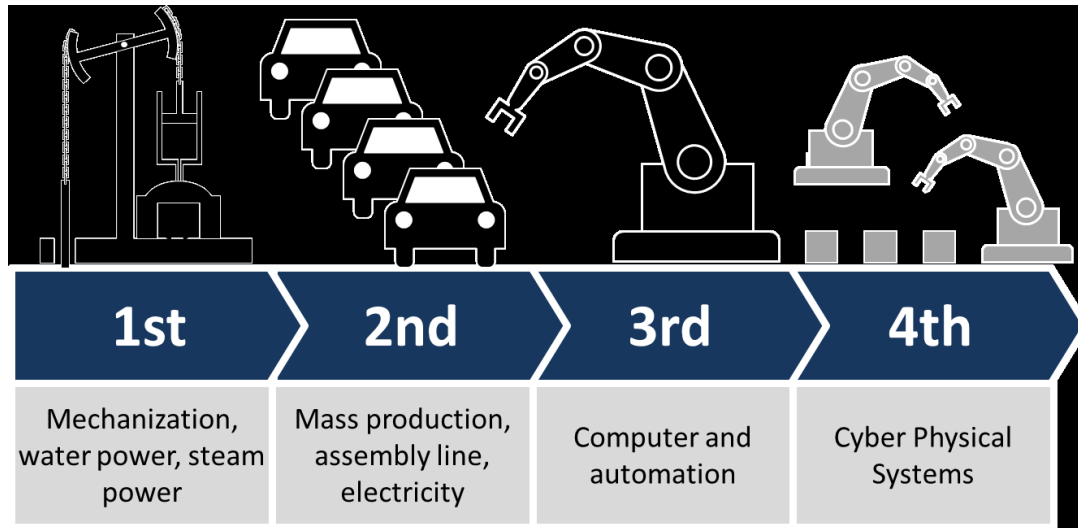 1st
2nd
3rd
4th
Mechanization,
water power, steam
power
Mass production,
assembly line,
electricity
Computer and
automation
Cyber Physical
Systems